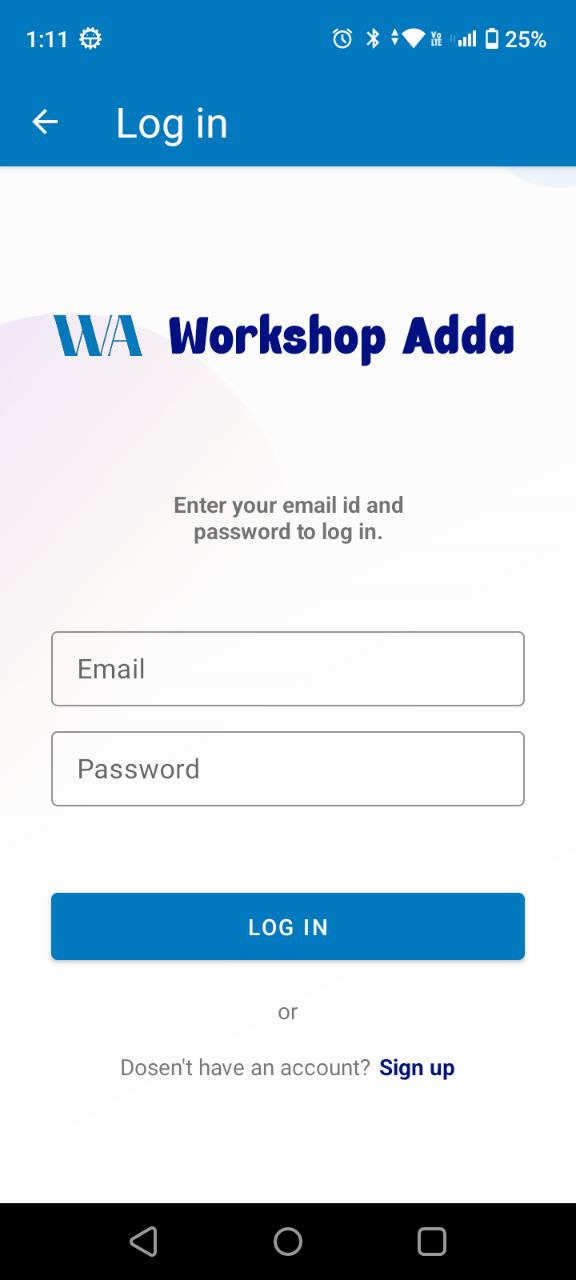 1:11 Vo LTE 25%
Log in
WA Workshop Adda
Enter your email id and
password to log in.
Email
Password
LOG IN
or
Dosen't have an account? Sign up